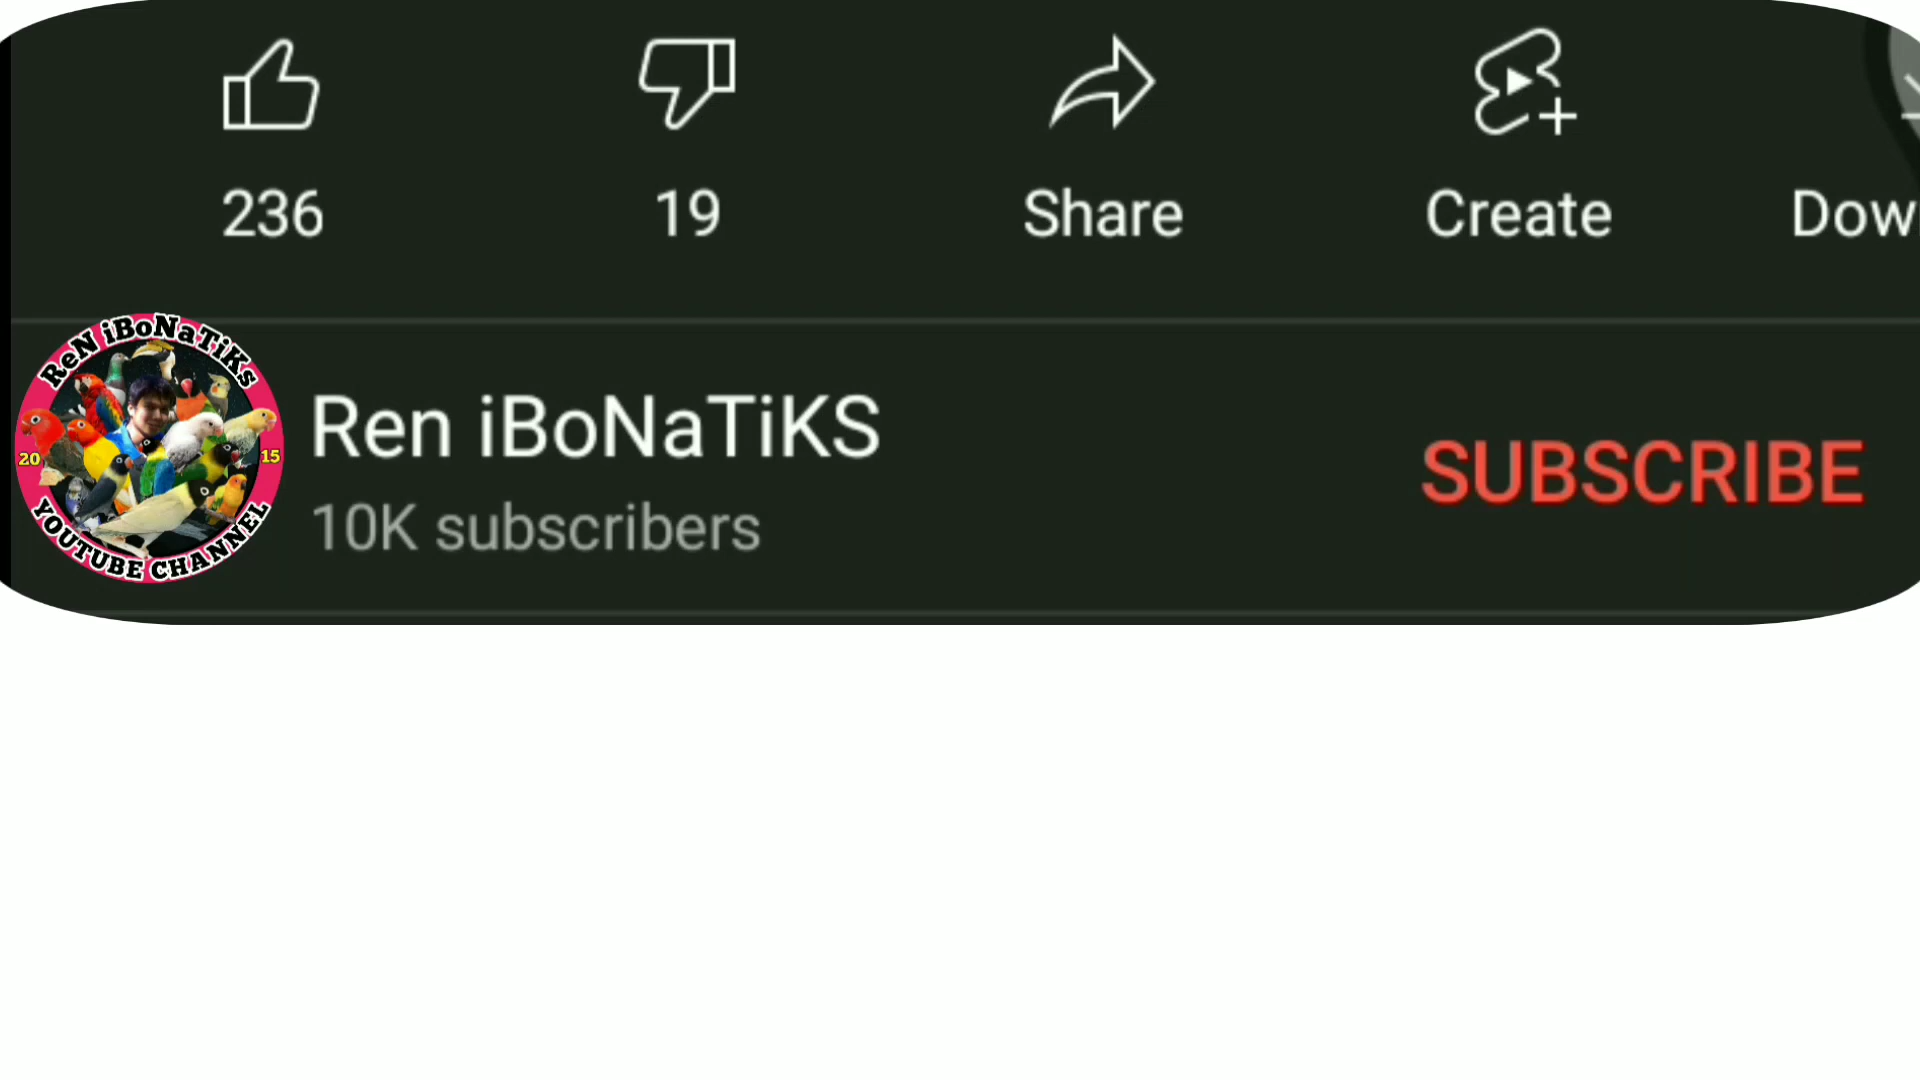 236
19
Share
Create
Dow
ReN iBoNaTiKs
20
15
YOUTUBE CHANNEL
Ren iBoNaTiKS
10K subscribers
SUBSCRIBE